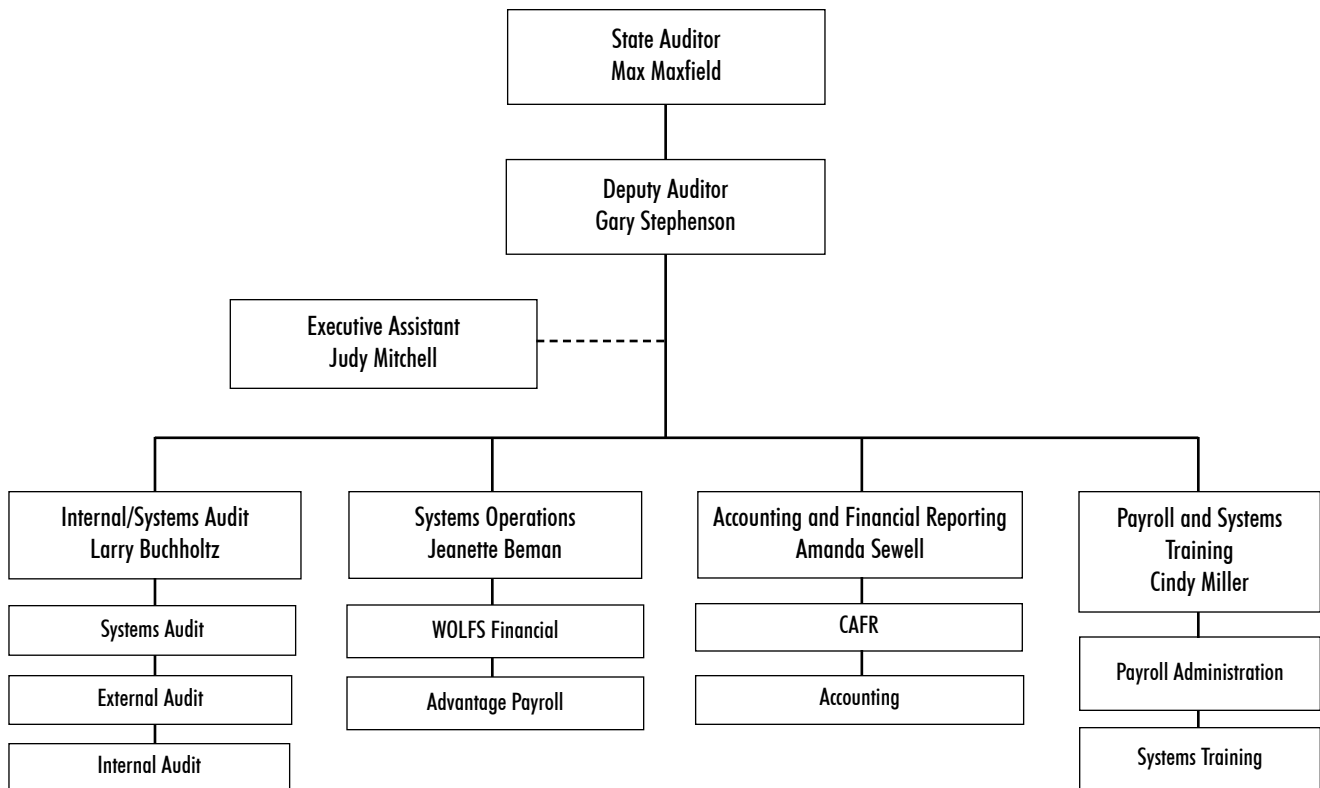 State Auditor
Max Maxfield
Deputy Auditor
Gary Stephenson
Executive Assistant
Judy Mitchell
Internal/Systems Audit
Larry Buchholtz
Systems Audit
External Audit
Internal Audit
Systems Operations
Jeanette Beman
WOLFS Financial
Advantage Payroll
Accounting and Financial Reporting
Amanda Sewell
CAFR
Accounting
Payroll and Systems
Training
Cindy Miller
Payroll Administration
Systems Training